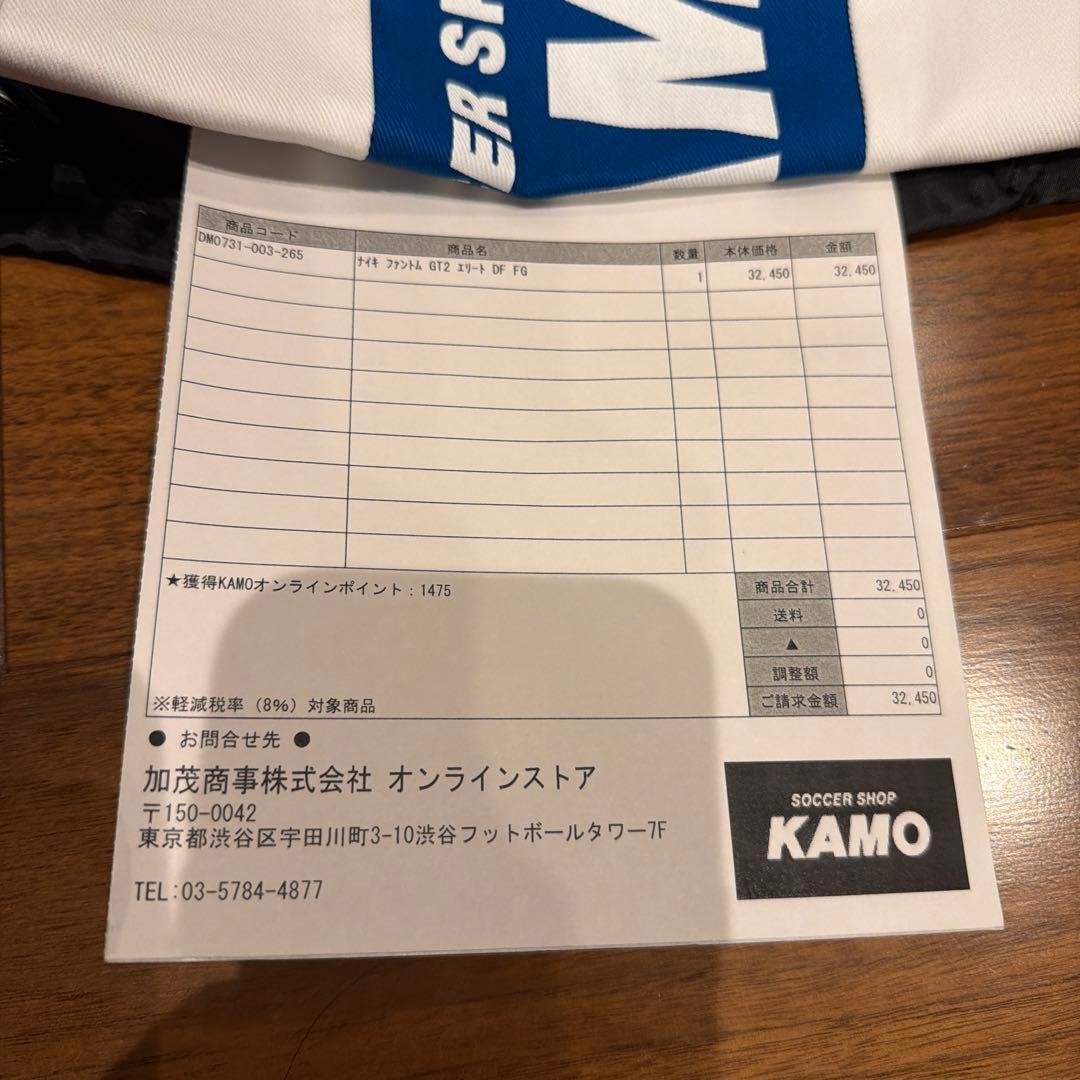 ER SH
商品コード 商品名 数量 本体価格 金額
DM0731-003-265 ﾅｲｷ ﾌｧﾝﾄﾑ GT2 ｴﾘｰﾄ DF FG 1 32,450 32,450
★獲得KAMOオンラインポイント：1475
商品合計 32,450
送料 0
▲ 0
調整額 0
※軽減税率（8%）対象商品
ご請求金額 32,450
● お問合せ先 ●
加茂商事株式会社 オンラインストア
〒150-0042
東京都渋谷区宇田川町3-10渋谷フットボールタワー7F
TEL:03-5784-4877
SOCCER SHOP
KAMO